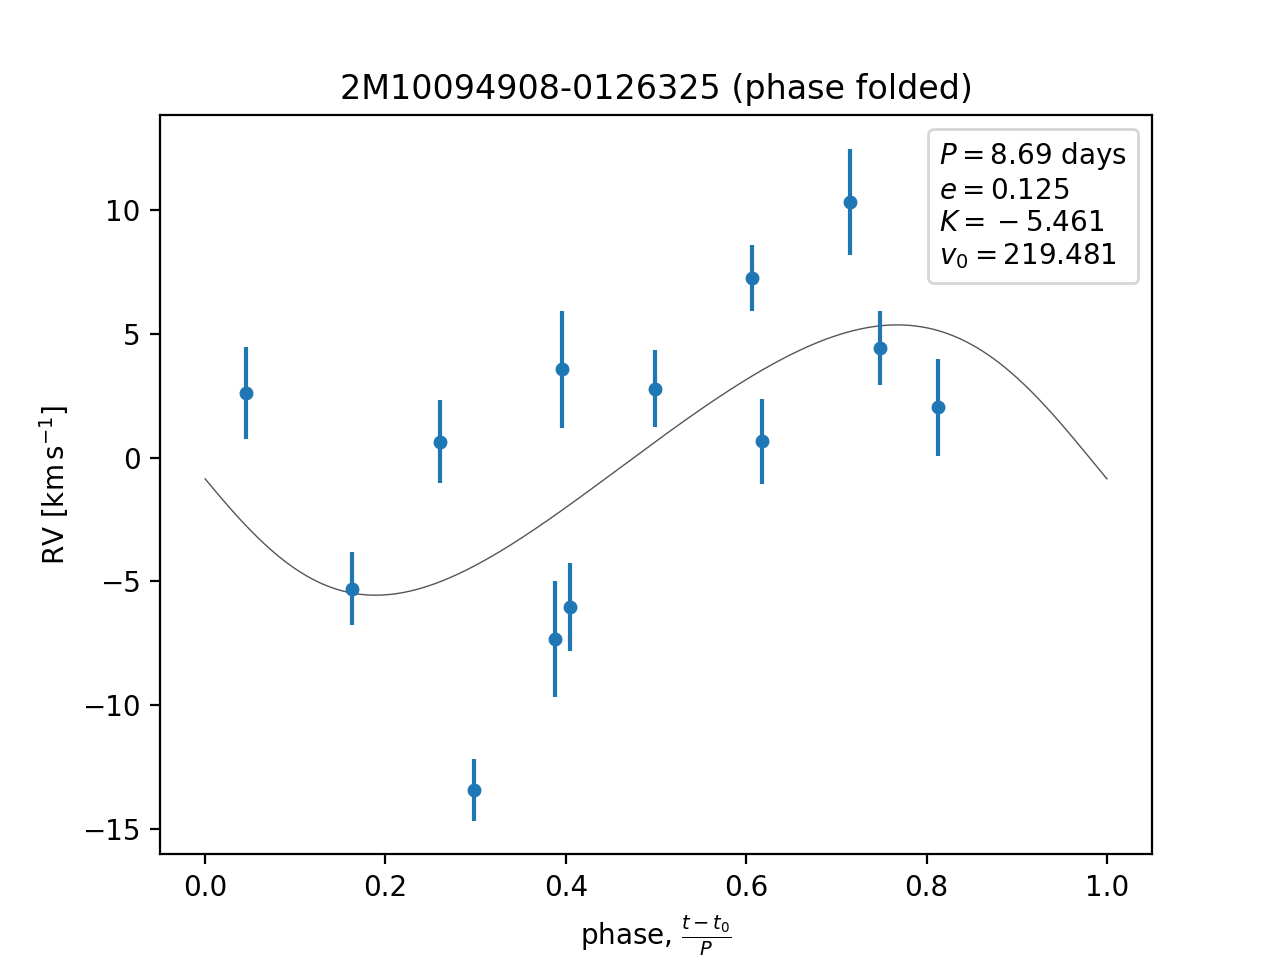 2M10094908-0126325 (phase folded)
P = 8.69 days
e = 0.125
K = −5.461
v₀ = 219.481
RV [km s⁻¹]
10
5
0
−5
−10
−15
0.0 0.2 0.4 0.6 0.8 1.0
phase, (t − t₀)/P